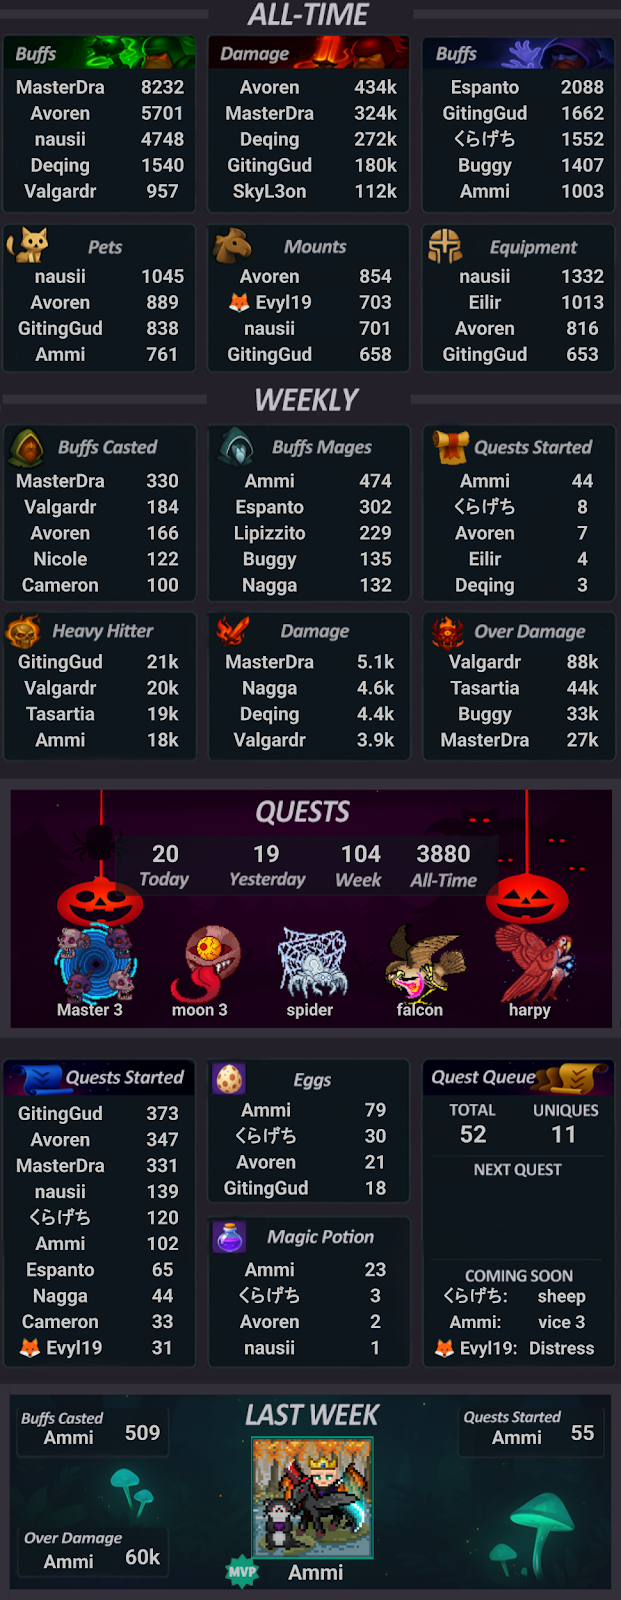 ALL-TIME
Buffs
MasterDra 8232
Avoren 5701
nausii 4748
Deqing 1540
Valgardr 957
Damage
Avoren 434k
MasterDra 324k
Deqing 272k
GitingGud 180k
SkyL3on 112k
Buffs
Espanto 2088
GitingGud 1662
くらげち 1552
Buggy 1407
Ammi 1003
Pets
nausii 1045
Avoren 889
GitingGud 838
Ammi 761
Mounts
Avoren 854
🦊 Evyl19 703
nausii 701
GitingGud 658
Equipment
nausii 1332
Eilir 1013
Avoren 816
GitingGud 653
WEEKLY
Buffs Casted
MasterDra 330
Valgardr 184
Avoren 166
Nicole 122
Cameron 100
Buffs Mages
Ammi 474
Espanto 302
Lipizzito 229
Buggy 135
Nagga 132
Quests Started
Ammi 44
くらげち 8
Avoren 7
Eilir 4
Deqing 3
Heavy Hitter
GitingGud 21k
Valgardr 20k
Tasartia 19k
Ammi 18k
Damage
MasterDra 5.1k
Nagga 4.6k
Deqing 4.4k
Valgardr 3.9k
Over Damage
Valgardr 88k
Tasartia 44k
Buggy 33k
MasterDra 27k
QUESTS
20 19 104 3880
Today Yesterday Week All-Time
Master 3 moon 3 spider falcon harpy
Quests Started
GitingGud 373
Avoren 347
MasterDra 331
nausii 139
くらげち 120
Ammi 102
Espanto 65
Nagga 44
Cameron 33
🦊 Evyl19 31
Eggs
Ammi 79
くらげち 30
Avoren 21
GitingGud 18
Magic Potion
Ammi 23
くらげち 3
Avoren 2
nausii 1
Quest Queue
TOTAL UNIQUES
52 11
NEXT QUEST
COMING SOON
くらげち: sheep
Ammi: vice 3
🦊 Evyl19: Distress
LAST WEEK
Buffs Casted
Ammi 509
Quests Started
Ammi 55
Over Damage
Ammi 60k
MVP Ammi